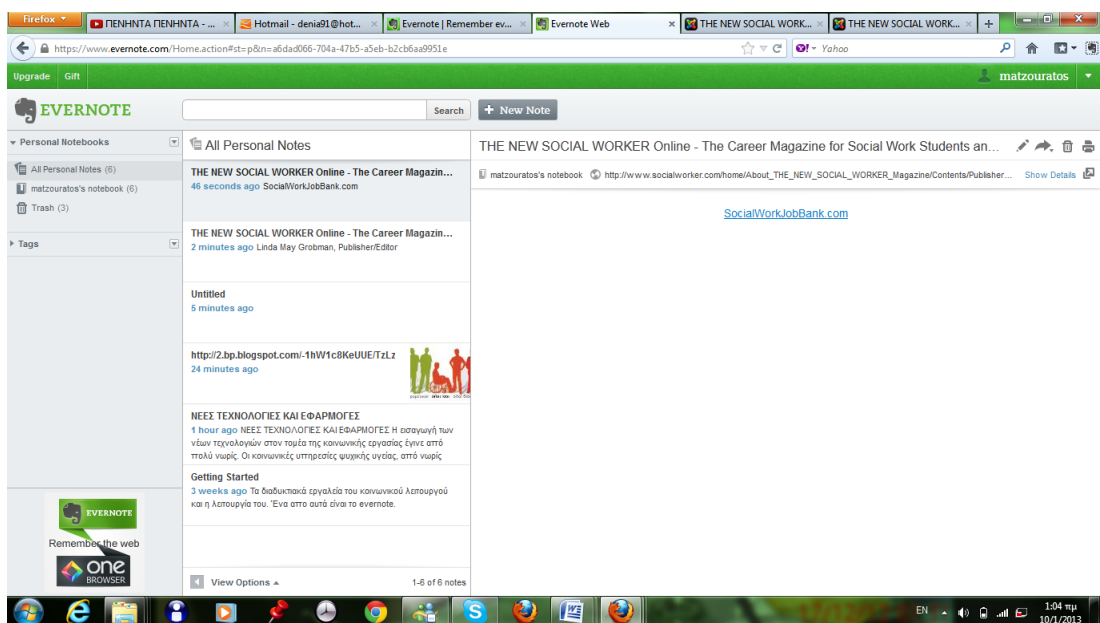 Firefox
ΠΕΝΗΝΤΑ ΠΕΝΗΝΤΑ - ...
Hotmail - denia91@hot...
Evernote | Remember ev...
Evernote Web
THE NEW SOCIAL WORK...
THE NEW SOCIAL WORK...
https://www.evernote.com/Home.action#st=p&n=a6dad066-704a-47b5-a5eb-b2cb6aa9951e
Yahoo
Upgrade Gift
matzouratos
EVERNOTE
Search
+ New Note
Personal Notebooks
All Personal Notes (6)
matzouratos's notebook (6)
Trash (3)
Tags
EVERNOTE
Remember the web
one
BROWSER
All Personal Notes
THE NEW SOCIAL WORKER Online - The Career Magazin...
46 seconds ago SocialWorkJobBank.com
THE NEW SOCIAL WORKER Online - The Career Magazin...
2 minutes ago Linda May Grobman, Publisher/Editor
Untitled
5 minutes ago
http://2.bp.blogspot.com/-1hW1c8KeUUE/TzLz
24 minutes ago
ΝΕΕΣ ΤΕΧΝΟΛΟΓΙΕΣ ΚΑΙ ΕΦΑΡΜΟΓΕΣ
1 hour ago ΝΕΕΣ ΤΕΧΝΟΛΟΓΙΕΣ ΚΑΙ ΕΦΑΡΜΟΓΕΣ Η εισαγωγή των
νέων τεχνολογιών στον τομέα της κοινωνικής εργασίας έγινε από
πολύ νωρίς. Οι κοινωνικές υπηρεσίες ψυχικής υγείας, από νωρίς
Getting Started
3 weeks ago Τα διαδυκτιακά εργαλεία του κοινωνικού λειτουργού
και η λειτουργία του. Ένα απο αυτά είναι το evernote.
View Options
1-6 of 6 notes
THE NEW SOCIAL WORKER Online - The Career Magazine for Social Work Students an...
matzouratos's notebook
http://www.socialworker.com/home/About_THE_NEW_SOCIAL_WORKER_Magazine/Contents/Publisher...
Show Details
SocialWorkJobBank.com
EN
1:04 πμ
10/1/2013